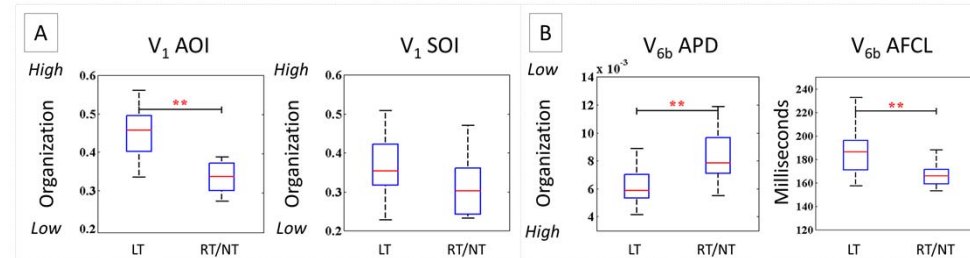 A
V1 AOI
High
Organization
Low
0.6
0.5
0.4
0.3
0.2
**
LT
RT/NT
V1 SOI
High
Organization
Low
0.6
0.5
0.4
0.3
0.2
LT
RT/NT
B
V6b APD
Low
Organization
High
x 10-3
14
12
10
8
6
4
**
LT
RT/NT
V6b AFCL
Milliseconds
240
220
200
180
160
140
120
**
LT
RT/NT